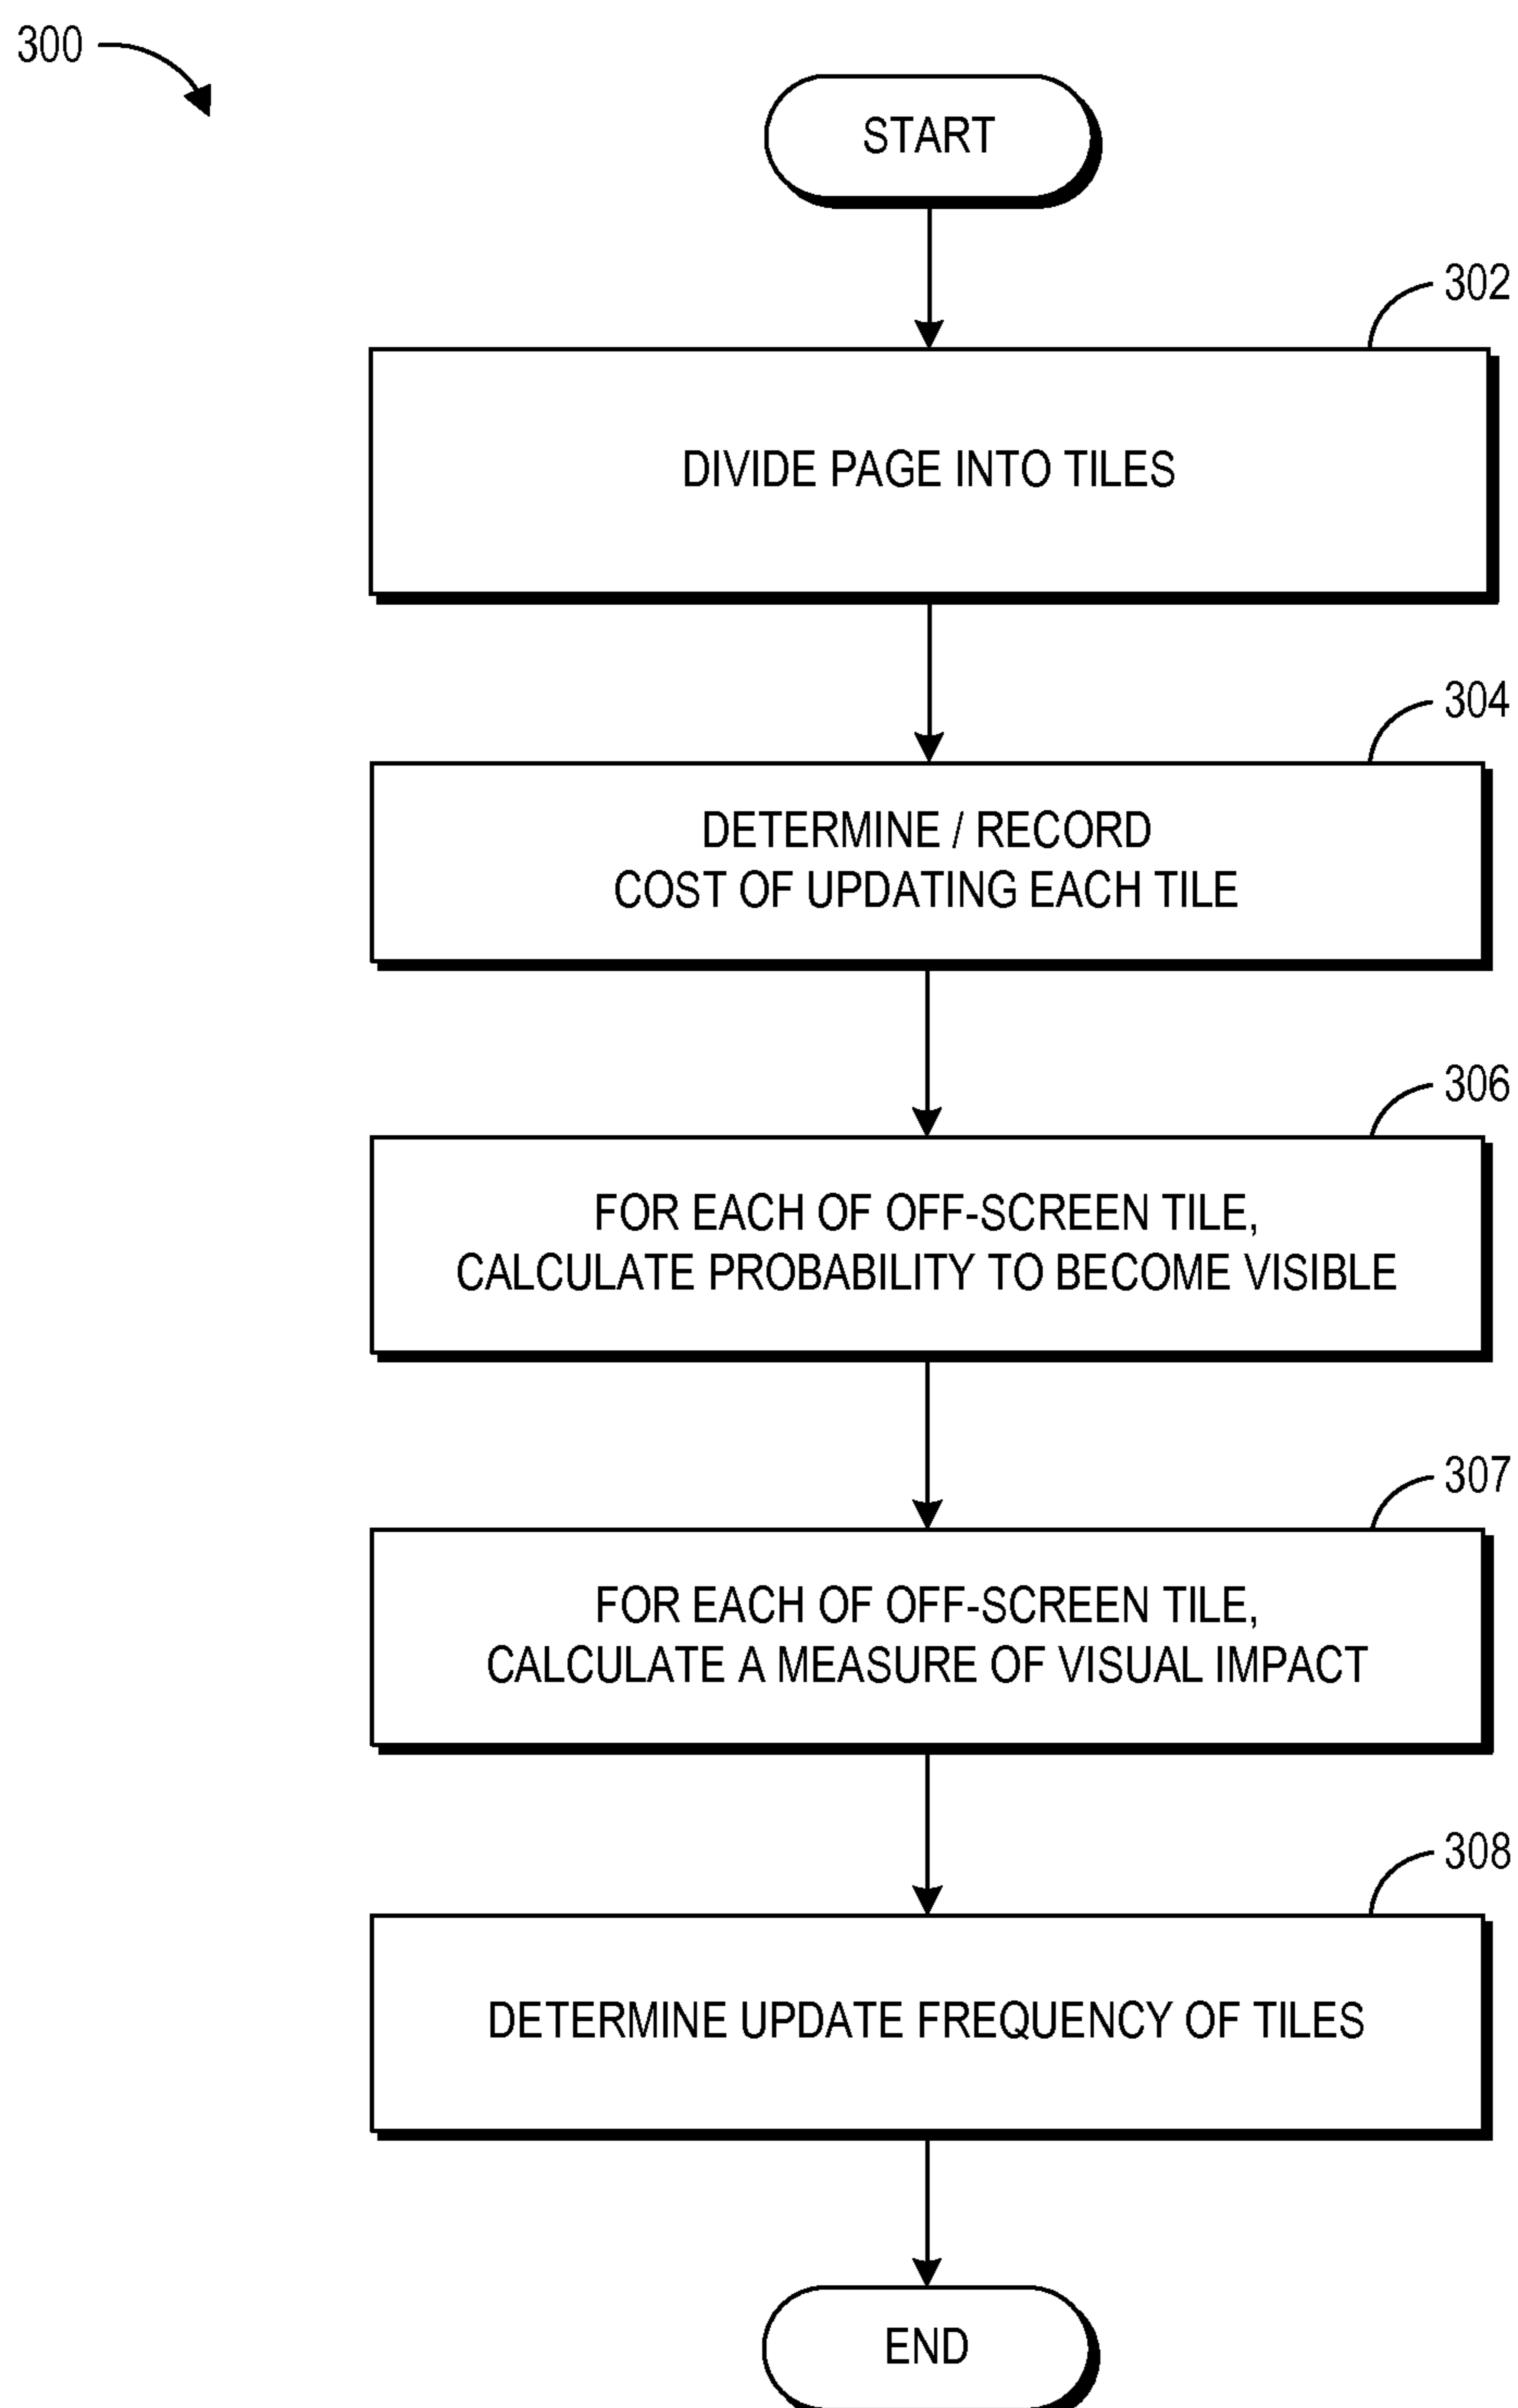 300
START
302
DIVIDE PAGE INTO TILES
304
DETERMINE / RECORD
COST OF UPDATING EACH TILE
306
FOR EACH OF OFF-SCREEN TILE,
CALCULATE PROBABILITY TO BECOME VISIBLE
307
FOR EACH OF OFF-SCREEN TILE,
CALCULATE A MEASURE OF VISUAL IMPACT
308
DETERMINE UPDATE FREQUENCY OF TILES
END